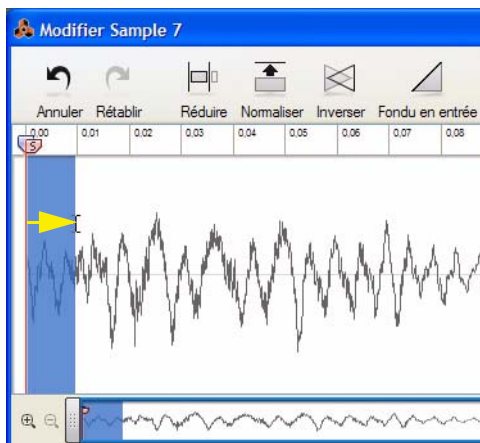 Modifier Sample 7
Annuler Rétablir Réduire Normaliser Inverser Fondu en entrée
0,00 0,01 0,02 0,03 0,04 0,05 0,06 0,07 0,08
S